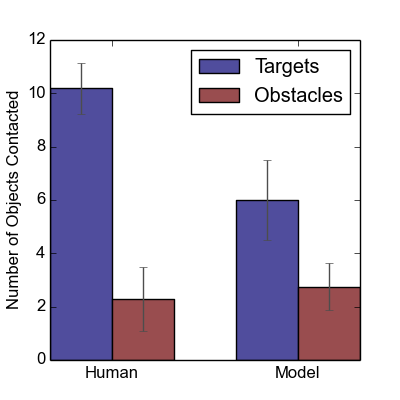 12
10
8
6
4
2
0
Number of Objects Contacted
Targets
Obstacles
Human
Model